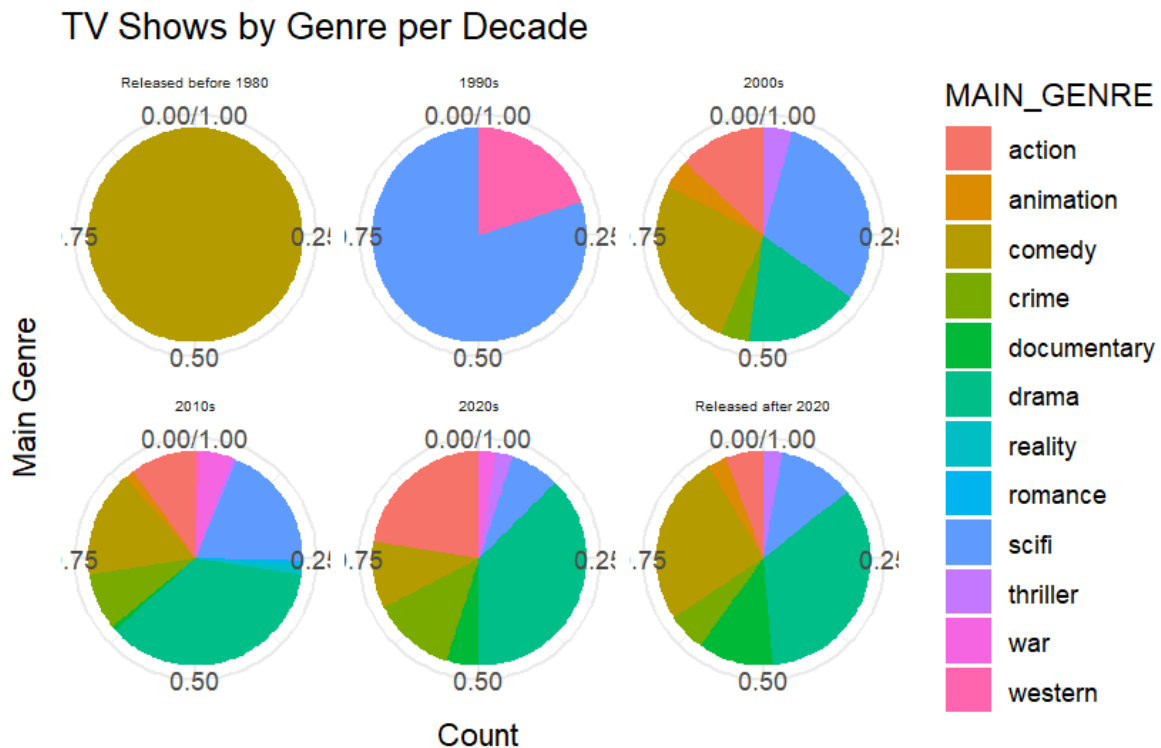 TV Shows by Genre per Decade
Released before 1980
0.00/1.00
.75
0.25
0.50
1990s
0.00/1.00
.75
0.25
0.50
2000s
0.00/1.00
.75
0.25
0.50
2010s
0.00/1.00
.75
0.25
0.50
2020s
0.00/1.00
.75
0.25
0.50
Released after 2020
0.00/1.00
.75
0.25
0.50
Main Genre
Count
MAIN_GENRE
action
animation
comedy
crime
documentary
drama
reality
romance
scifi
thriller
war
western